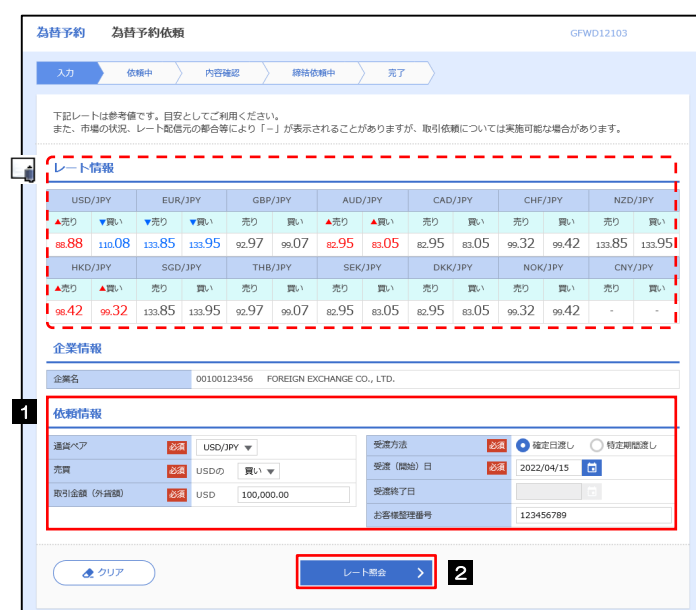 為替予約 為替予約依頼 GFWD12103
入力 依頼中 内容確認 締結依頼中 完了
下記レートは参考値です。目安としてご利用ください。
また、市場の状況、レート配信元の都合等により「－」が表示されることがありますが、取引依頼については実施可能な場合があります。
レート情報
USD/JPY EUR/JPY GBP/JPY AUD/JPY CAD/JPY CHF/JPY NZD/JPY
▲売り ▼買い ▼売り ▼買い 売り 買い ▲売り ▲買い 売り 買い 売り 買い 売り 買い
88.88 110.08 133.85 133.95 92.97 99.07 82.95 83.05 82.95 83.05 99.32 99.42 133.85 133.95
HKD/JPY SGD/JPY THB/JPY SEK/JPY DKK/JPY NOK/JPY CNY/JPY
▲売り ▲買い 売り 買い 売り 買い 売り 買い 売り 買い 売り 買い 売り 買い
98.42 99.32 133.85 133.95 92.97 99.07 82.95 83.05 82.95 83.05 99.32 99.42 - -
企業情報
企業名 00100123456 FOREIGN EXCHANGE CO., LTD.
1
依頼情報
通貨ペア 必須 USD/JPY ▼
売買 必須 USDの 買い ▼
取引金額（外貨額） 必須 USD 100,000.00
受渡方法 必須 確定日渡し 特定期間渡し
受渡（開始）日 必須 2022/04/15
受渡終了日
お客様整理番号 123456789
クリア レート照会 2